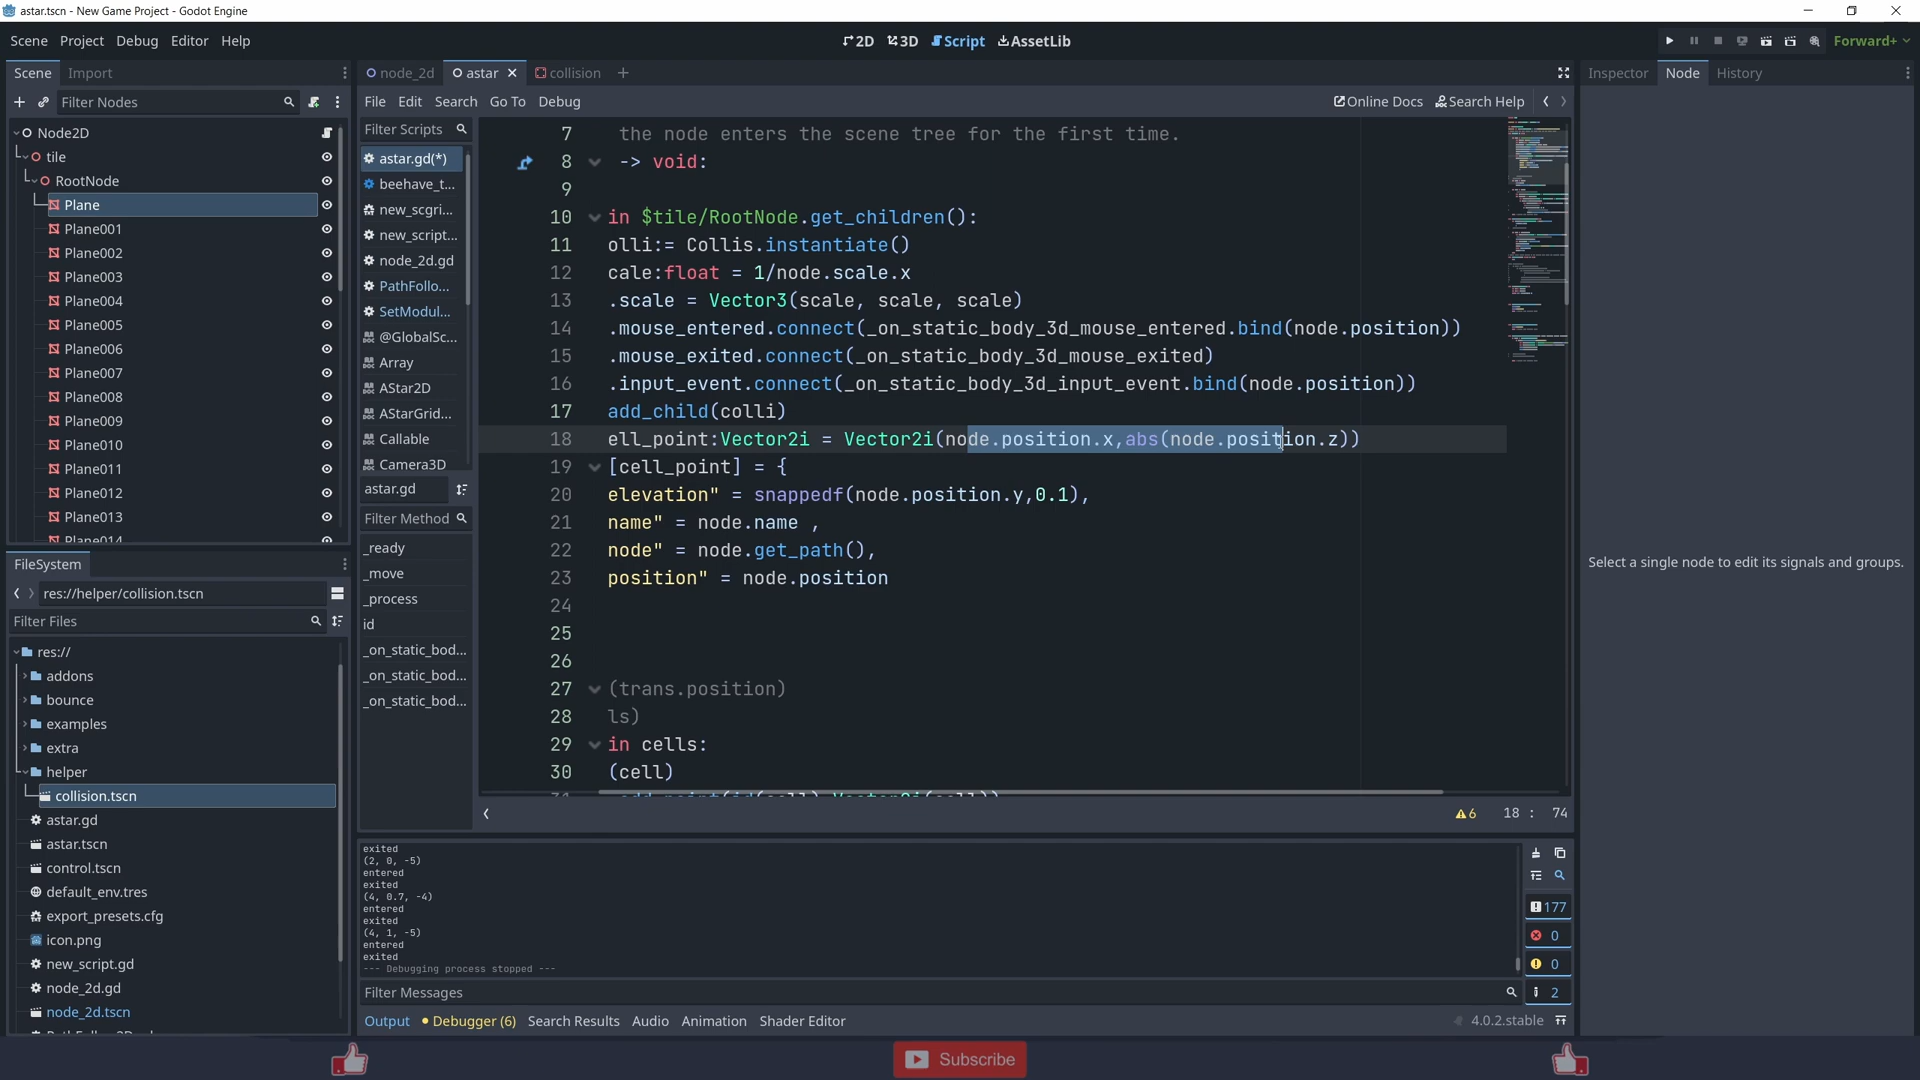 astar.tscn - New Game Project - Godot Engine
Scene Project Debug Editor Help
2D 3D Script AssetLib
Forward+
Scene Import
Filter Nodes
Node2D
tile
RootNode
Plane
Plane001
Plane002
Plane003
Plane004
Plane005
Plane006
Plane007
Plane008
Plane009
Plane010
Plane011
Plane012
Plane013
Plane014
FileSystem
res://helper/collision.tscn
Filter Files
res://
addons
bounce
examples
extra
helper
collision.tscn
astar.gd
astar.tscn
control.tscn
default_env.tres
export_presets.cfg
icon.png
new_script.gd
node_2d.gd
node_2d.tscn
node_2d astar collision
File Edit Search Go To Debug
Online Docs Search Help
Filter Scripts
astar.gd(*)
beehave_t...
new_scgri...
new_script...
node_2d.gd
PathFollo...
SetModul...
@GlobalSc...
Array
AStar2D
AStarGrid...
Callable
Camera3D
astar.gd
Filter Method
_ready
_move
_process
id
_on_static_bod...
_on_static_bod...
_on_static_bod...
7 the node enters the scene tree for the first time.
8 -> void:
9
10 in $tile/RootNode.get_children():
11 olli:= Collis.instantiate()
12 cale:float = 1/node.scale.x
13 .scale = Vector3(scale, scale, scale)
14 .mouse_entered.connect(_on_static_body_3d_mouse_entered.bind(node.position))
15 .mouse_exited.connect(_on_static_body_3d_mouse_exited)
16 .input_event.connect(_on_static_body_3d_input_event.bind(node.position))
17 add_child(colli)
18 ell_point:Vector2i = Vector2i(node.position.x,abs(node.position.z))
19 [cell_point] = {
20 elevation" = snappedf(node.position.y,0.1),
21 name" = node.name ,
22 node" = node.get_path(),
23 position" = node.position
24
25
26
27 (trans.position)
28 ls)
29 in cells:
30 (cell)
18 : 74
6
exited
(2, 0, -5)
entered
exited
(4, 0.7, -4)
entered
exited
(4, 1, -5)
entered
exited
--- Debugging process stopped ---
177
0
0
2
Filter Messages
Output Debugger (6) Search Results Audio Animation Shader Editor
4.0.2.stable
Inspector Node History
Select a single node to edit its signals and groups.
Subscribe